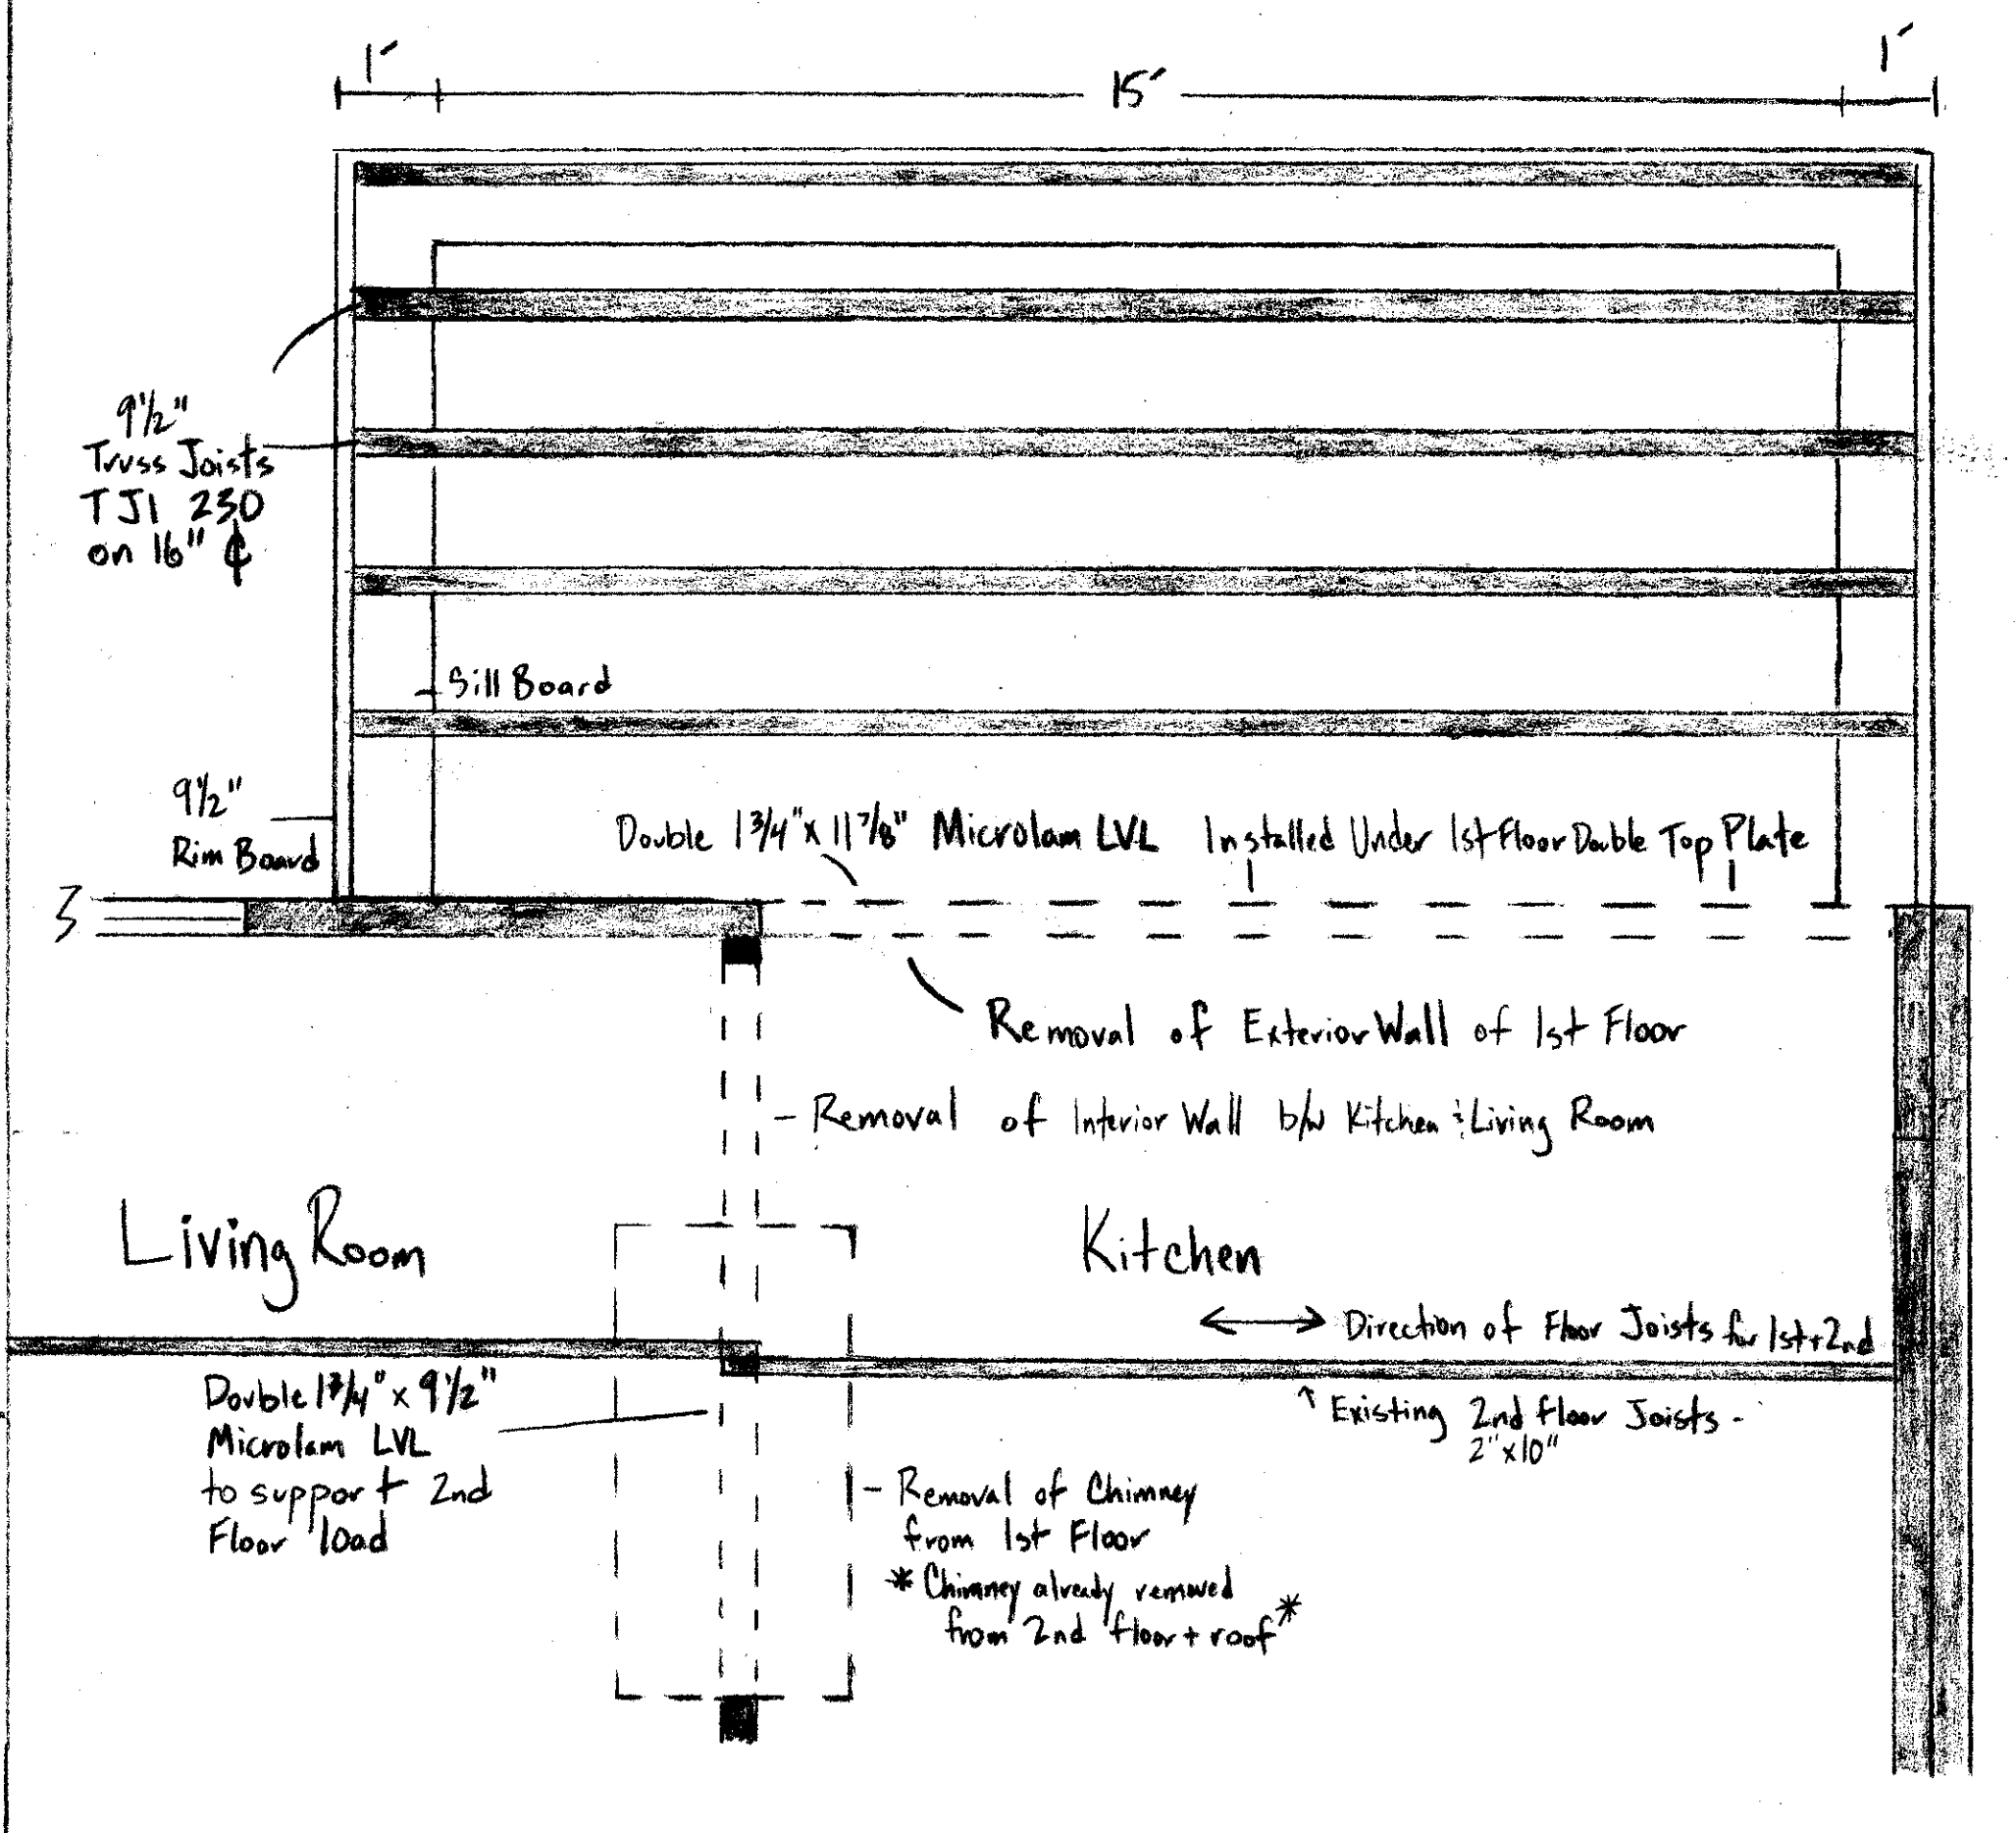 1'
15'
1'
9½"
Truss Joists
TJI 230
on 16" ȼ
Sill Board
9½"
Rim Board
Double 1¾" x 11⅞" Microlam LVL Installed Under 1st Floor Double Top Plate
Removal of Exterior Wall of 1st Floor
- Removal of Interior Wall b/w Kitchen & Living Room
Living Room
Kitchen
↔ Direction of Floor Joists for 1st + 2nd
Double 1¾" x 9½"
Microlam LVL
to support 2nd
Floor load
↑ Existing 2nd floor Joists -
2" x 10"
- Removal of Chimney
from 1st Floor
* Chimney already removed
from 2nd floor + roof *